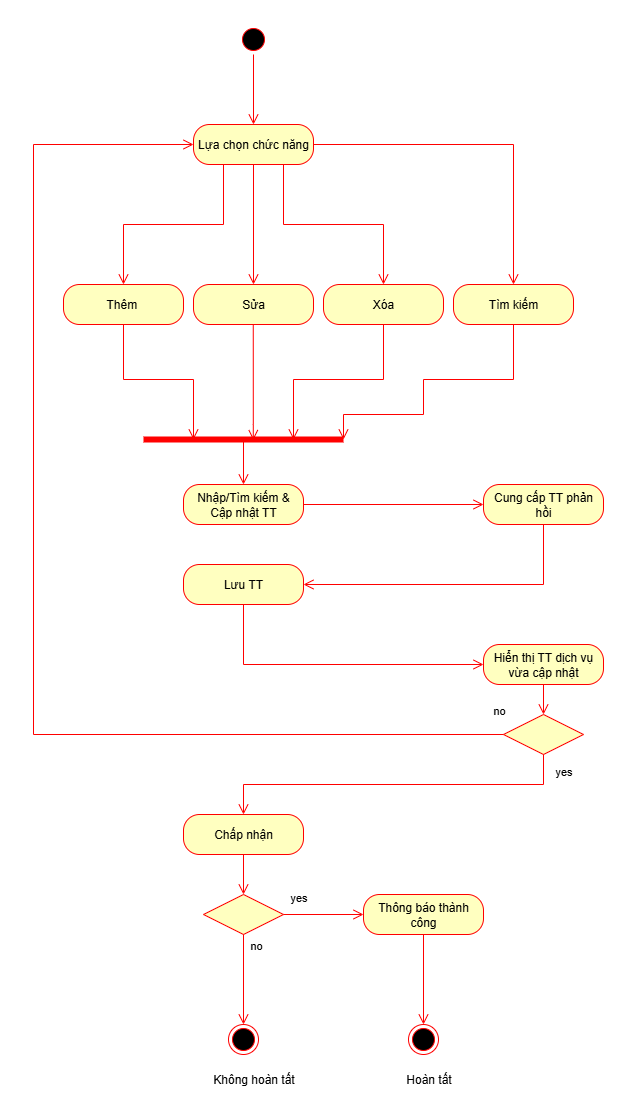 Lựa chọn chức năng
Thêm
Sửa
Xóa
Tìm kiếm
Nhập/Tìm kiếm &
Cập nhật TT
Cung cấp TT phản
hồi
Lưu TT
Hiển thị TT dịch vụ
vừa cập nhật
no
yes
Chấp nhận
yes
Thông báo thành
công
no
Không hoàn tất
Hoàn tất